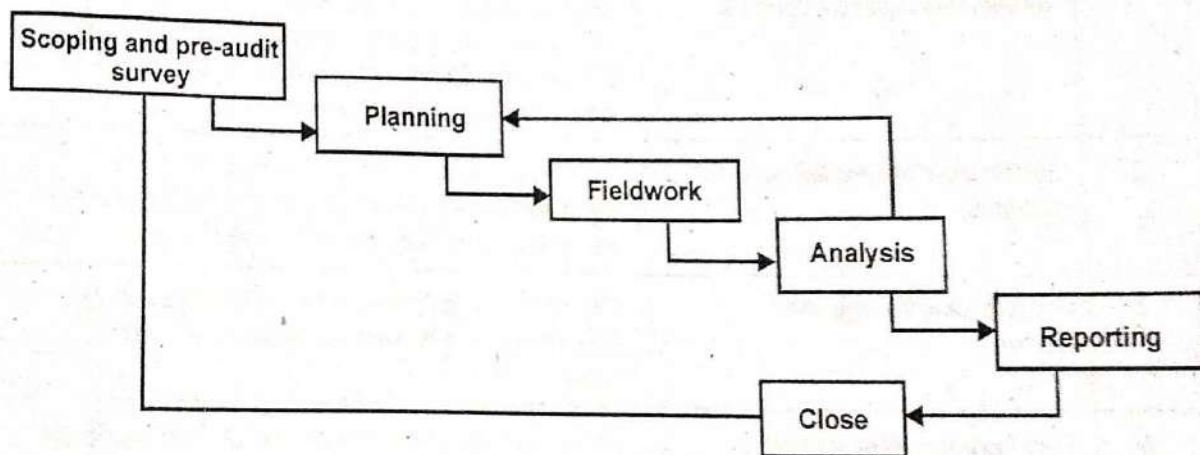 Scoping and pre-audit
survey
Planning
Fieldwork
Analysis
Reporting
Close